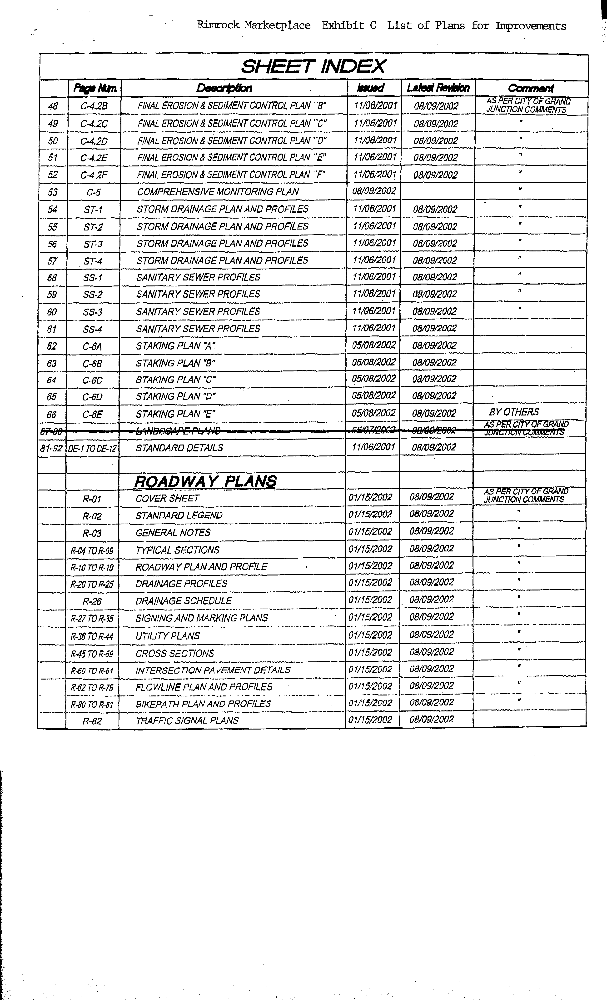 Rimrock Marketplace Exhibit C List of Plans for Improvements
SHEET INDEX
Page Num. Description Issued Latest Revision Comment
48 C-4.2B FINAL EROSION & SEDIMENT CONTROL PLAN "B" 11/06/2001 08/09/2002 AS PER CITY OF GRAND JUNCTION COMMENTS
49 C-4.2C FINAL EROSION & SEDIMENT CONTROL PLAN "C" 11/06/2001 08/09/2002 "
50 C-4.2D FINAL EROSION & SEDIMENT CONTROL PLAN "D" 11/06/2001 08/09/2002 "
51 C-4.2E FINAL EROSION & SEDIMENT CONTROL PLAN "E" 11/06/2001 08/09/2002 "
52 C-4.2F FINAL EROSION & SEDIMENT CONTROL PLAN "F" 11/06/2001 08/09/2002 "
53 C-5 COMPREHENSIVE MONITORING PLAN 08/09/2002 "
54 ST-1 STORM DRAINAGE PLAN AND PROFILES 11/06/2001 08/09/2002 "
55 ST-2 STORM DRAINAGE PLAN AND PROFILES 11/06/2001 08/09/2002 "
56 ST-3 STORM DRAINAGE PLAN AND PROFILES 11/06/2001 08/09/2002 "
57 ST-4 STORM DRAINAGE PLAN AND PROFILES 11/06/2001 08/09/2002 "
58 SS-1 SANITARY SEWER PROFILES 11/06/2001 08/09/2002 "
59 SS-2 SANITARY SEWER PROFILES 11/06/2001 08/09/2002 "
60 SS-3 SANITARY SEWER PROFILES 11/06/2001 08/09/2002 "
61 SS-4 SANITARY SEWER PROFILES 11/06/2001 08/09/2002
62 C-6A STAKING PLAN "A" 05/08/2002 08/09/2002
63 C-6B STAKING PLAN "B" 05/08/2002 08/09/2002
64 C-6C STAKING PLAN "C" 05/08/2002 08/09/2002
65 C-6D STAKING PLAN "D" 05/08/2002 08/09/2002
66 C-6E STAKING PLAN "E" 05/08/2002 08/09/2002 BY OTHERS
67-80 LANDSCAPE PLANS 08/09/2002 AS PER CITY OF GRAND JUNCTION COMMENTS
81-92 DE-1 TO DE-12 STANDARD DETAILS 11/06/2001 08/09/2002
ROADWAY PLANS
R-01 COVER SHEET 01/15/2002 08/09/2002 AS PER CITY OF GRAND JUNCTION COMMENTS
R-02 STANDARD LEGEND 01/15/2002 08/09/2002 "
R-03 GENERAL NOTES 01/15/2002 08/09/2002 "
R-04 TO R-09 TYPICAL SECTIONS 01/15/2002 08/09/2002 "
R-10 TO R-19 ROADWAY PLAN AND PROFILE 01/15/2002 08/09/2002 "
R-20 TO R-25 DRAINAGE PROFILES 01/15/2002 08/09/2002 "
R-26 DRAINAGE SCHEDULE 01/15/2002 08/09/2002 "
R-27 TO R-35 SIGNING AND MARKING PLANS 01/15/2002 08/09/2002 "
R-36 TO R-44 UTILITY PLANS 01/15/2002 08/09/2002 "
R-45 TO R-59 CROSS SECTIONS 01/15/2002 08/09/2002 "
R-60 TO R-61 INTERSECTION PAVEMENT DETAILS 01/15/2002 08/09/2002 "
R-62 TO R-79 FLOWLINE PLAN AND PROFILES 01/15/2002 08/09/2002 "
R-80 TO R-81 BIKEPATH PLAN AND PROFILES 01/15/2002 08/09/2002 "
R-82 TRAFFIC SIGNAL PLANS 01/15/2002 08/09/2002